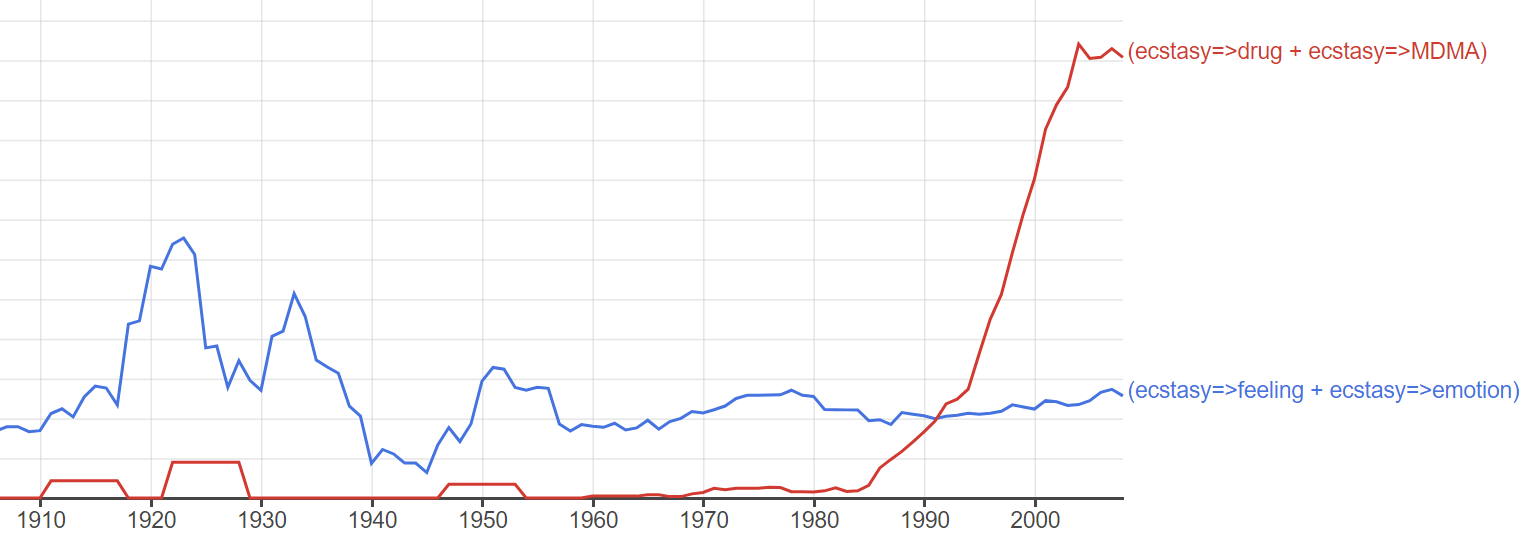 (ecstasy=>drug + ecstasy=>MDMA)
(ecstasy=>feeling + ecstasy=>emotion)
1910 1920 1930 1940 1950 1960 1970 1980 1990 2000